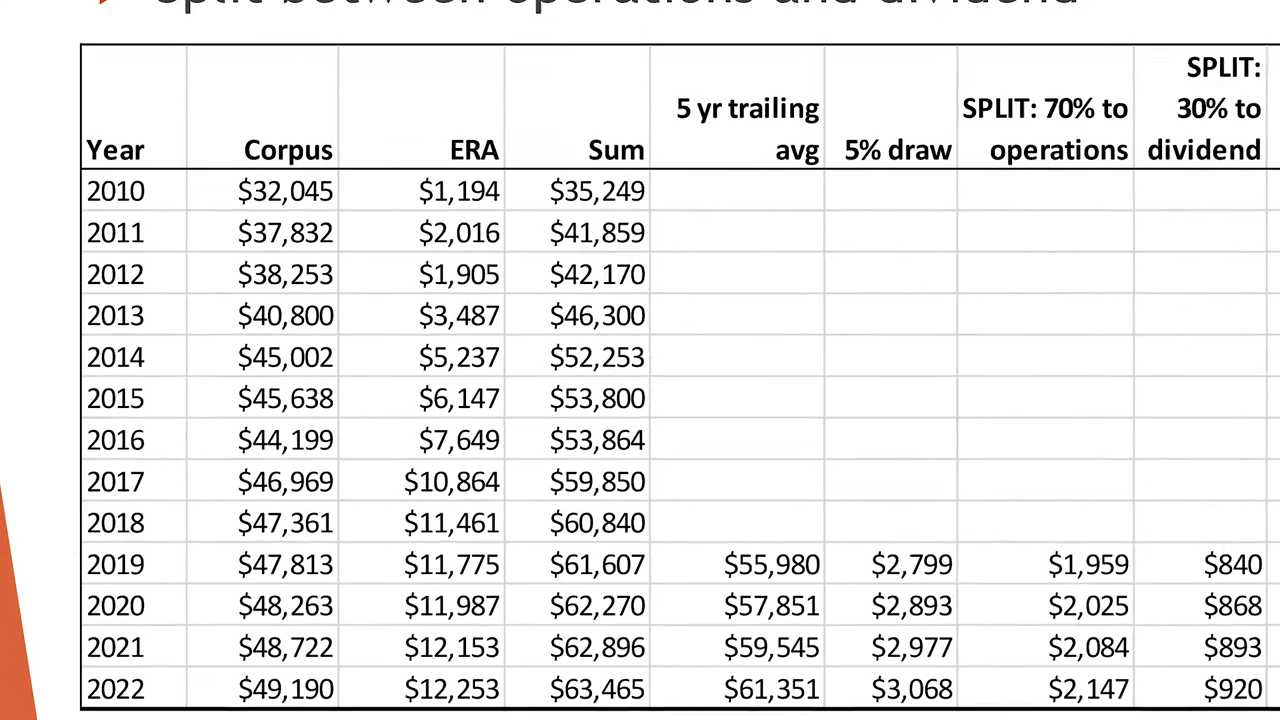 split between operations and dividend
SPLIT:
5 yr trailing SPLIT: 70% to 30% to
Year Corpus ERA Sum avg 5% draw operations dividend
2010 $32,045 $1,194 $35,249
2011 $37,832 $2,016 $41,859
2012 $38,253 $1,905 $42,170
2013 $40,800 $3,487 $46,300
2014 $45,002 $5,237 $52,253
2015 $45,638 $6,147 $53,800
2016 $44,199 $7,649 $53,864
2017 $46,969 $10,864 $59,850
2018 $47,361 $11,461 $60,840
2019 $47,813 $11,775 $61,607 $55,980 $2,799 $1,959 $840
2020 $48,263 $11,987 $62,270 $57,851 $2,893 $2,025 $868
2021 $48,722 $12,153 $62,896 $59,545 $2,977 $2,084 $893
2022 $49,190 $12,253 $63,465 $61,351 $3,068 $2,147 $920